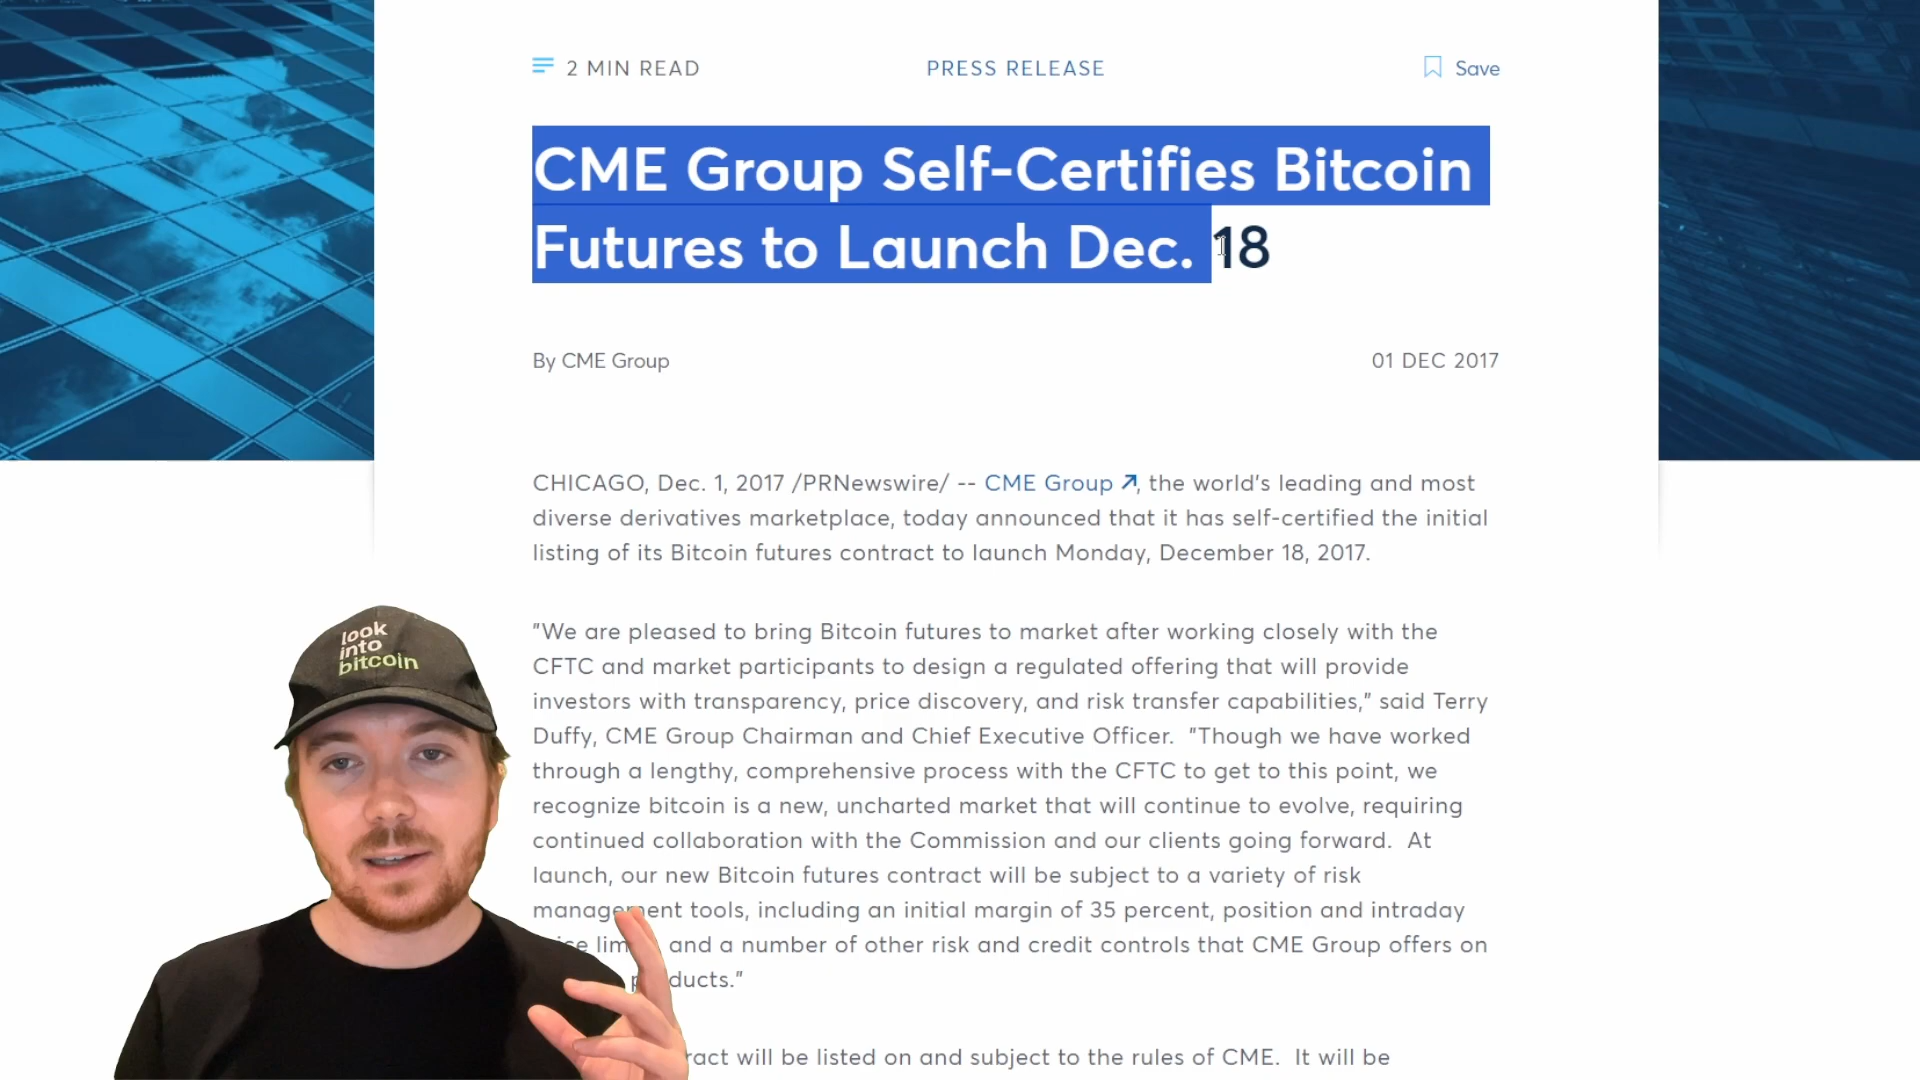 2 MIN READ
PRESS RELEASE
Save
CME Group Self-Certifies Bitcoin
Futures to Launch Dec. 18
By CME Group
01 DEC 2017
CHICAGO, Dec. 1, 2017 /PRNewswire/ -- CME Group, the world's leading and most
diverse derivatives marketplace, today announced that it has self-certified the initial
listing of its Bitcoin futures contract to launch Monday, December 18, 2017.
"We are pleased to bring Bitcoin futures to market after working closely with the
CFTC and market participants to design a regulated offering that will provide
investors with transparency, price discovery, and risk transfer capabilities," said Terry
Duffy, CME Group Chairman and Chief Executive Officer.  "Though we have worked
through a lengthy, comprehensive process with the CFTC to get to this point, we
recognize bitcoin is a new, uncharted market that will continue to evolve, requiring
continued collaboration with the Commission and our clients going forward.  At
launch, our new Bitcoin futures contract will be subject to a variety of risk
management tools, including an initial margin of 35 percent, position and intraday
and a number of other risk and credit controls that CME Group offers on
will be listed on and subject to the rules of CME.  It will be
look
into
bitcoin